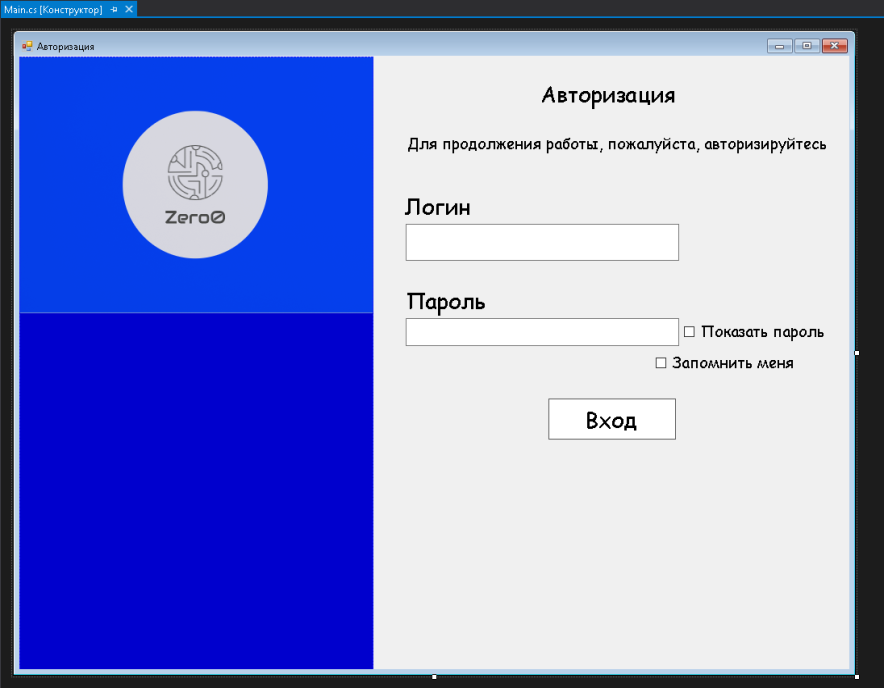 Main.cs [Конструктор]
Авторизация
Zero0
Авторизация
Для продолжения работы, пожалуйста, авторизируйтесь
Логин
Пароль
Показать пароль
Запомнить меня
Вход